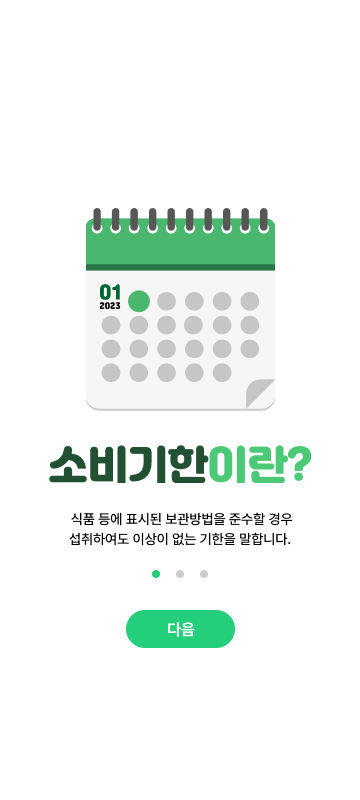 01
2023
소비기한이란?
식품 등에 표시된 보관방법을 준수할 경우
섭취하여도 이상이 없는 기한을 말합니다.
다음